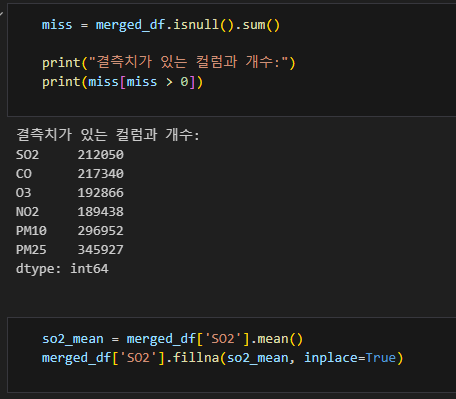 miss = merged_df.isnull().sum()
print("결측치가 있는 컬럼과 개수:")
print(miss[miss > 0])
결측치가 있는 컬럼과 개수:
SO2 212050
CO 217340
O3 192866
NO2 189438
PM10 296952
PM25 345927
dtype: int64
so2_mean = merged_df['SO2'].mean()
merged_df['SO2'].fillna(so2_mean, inplace=True)